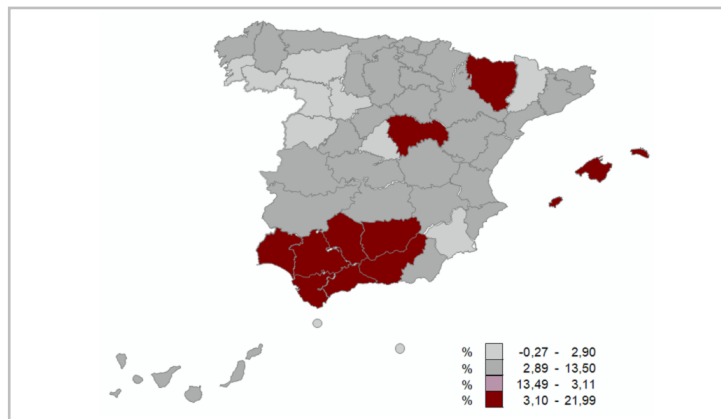 % -0,27 - 2,90
% 2,89 - 13,50
% 13,49 - 3,11
% 3,10 - 21,99